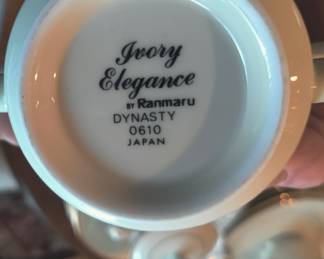 Ivory
Elegance
BY Ranmaru
DYNASTY
0610
JAPAN